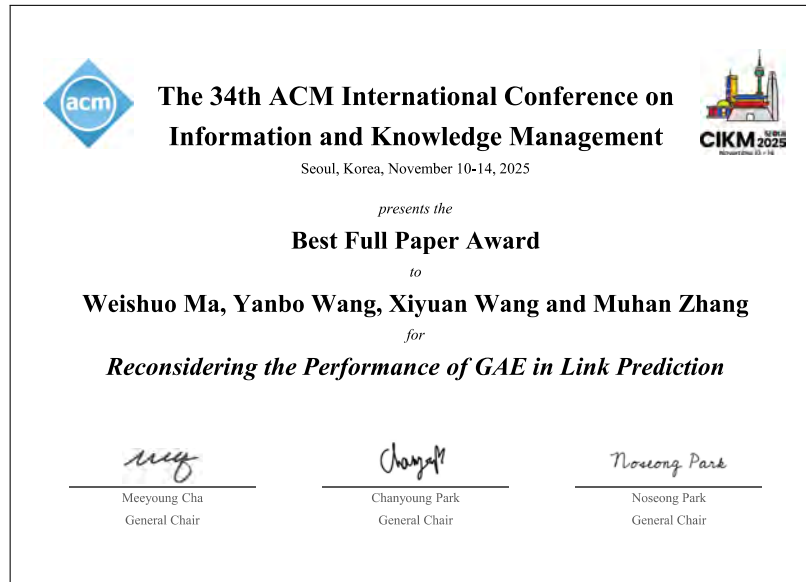 acm
The 34th ACM International Conference on
Information and Knowledge Management
Seoul, Korea, November 10-14, 2025
CIKM 2025
presents the
Best Full Paper Award
to
Weishuo Ma, Yanbo Wang, Xiyuan Wang and Muhan Zhang
for
Reconsidering the Performance of GAE in Link Prediction
Noseong Park
Meeyoung Cha
Chanyoung Park
Noseong Park
General Chair
General Chair
General Chair